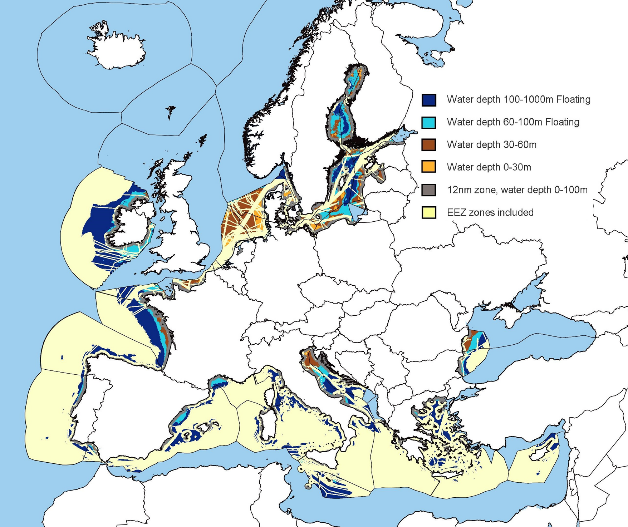 Water depth 100-1000m Floating
Water depth 60-100m Floating
Water depth 30-60m
Water depth 0-30m
12nm zone, water depth 0-100m
EEZ zones included